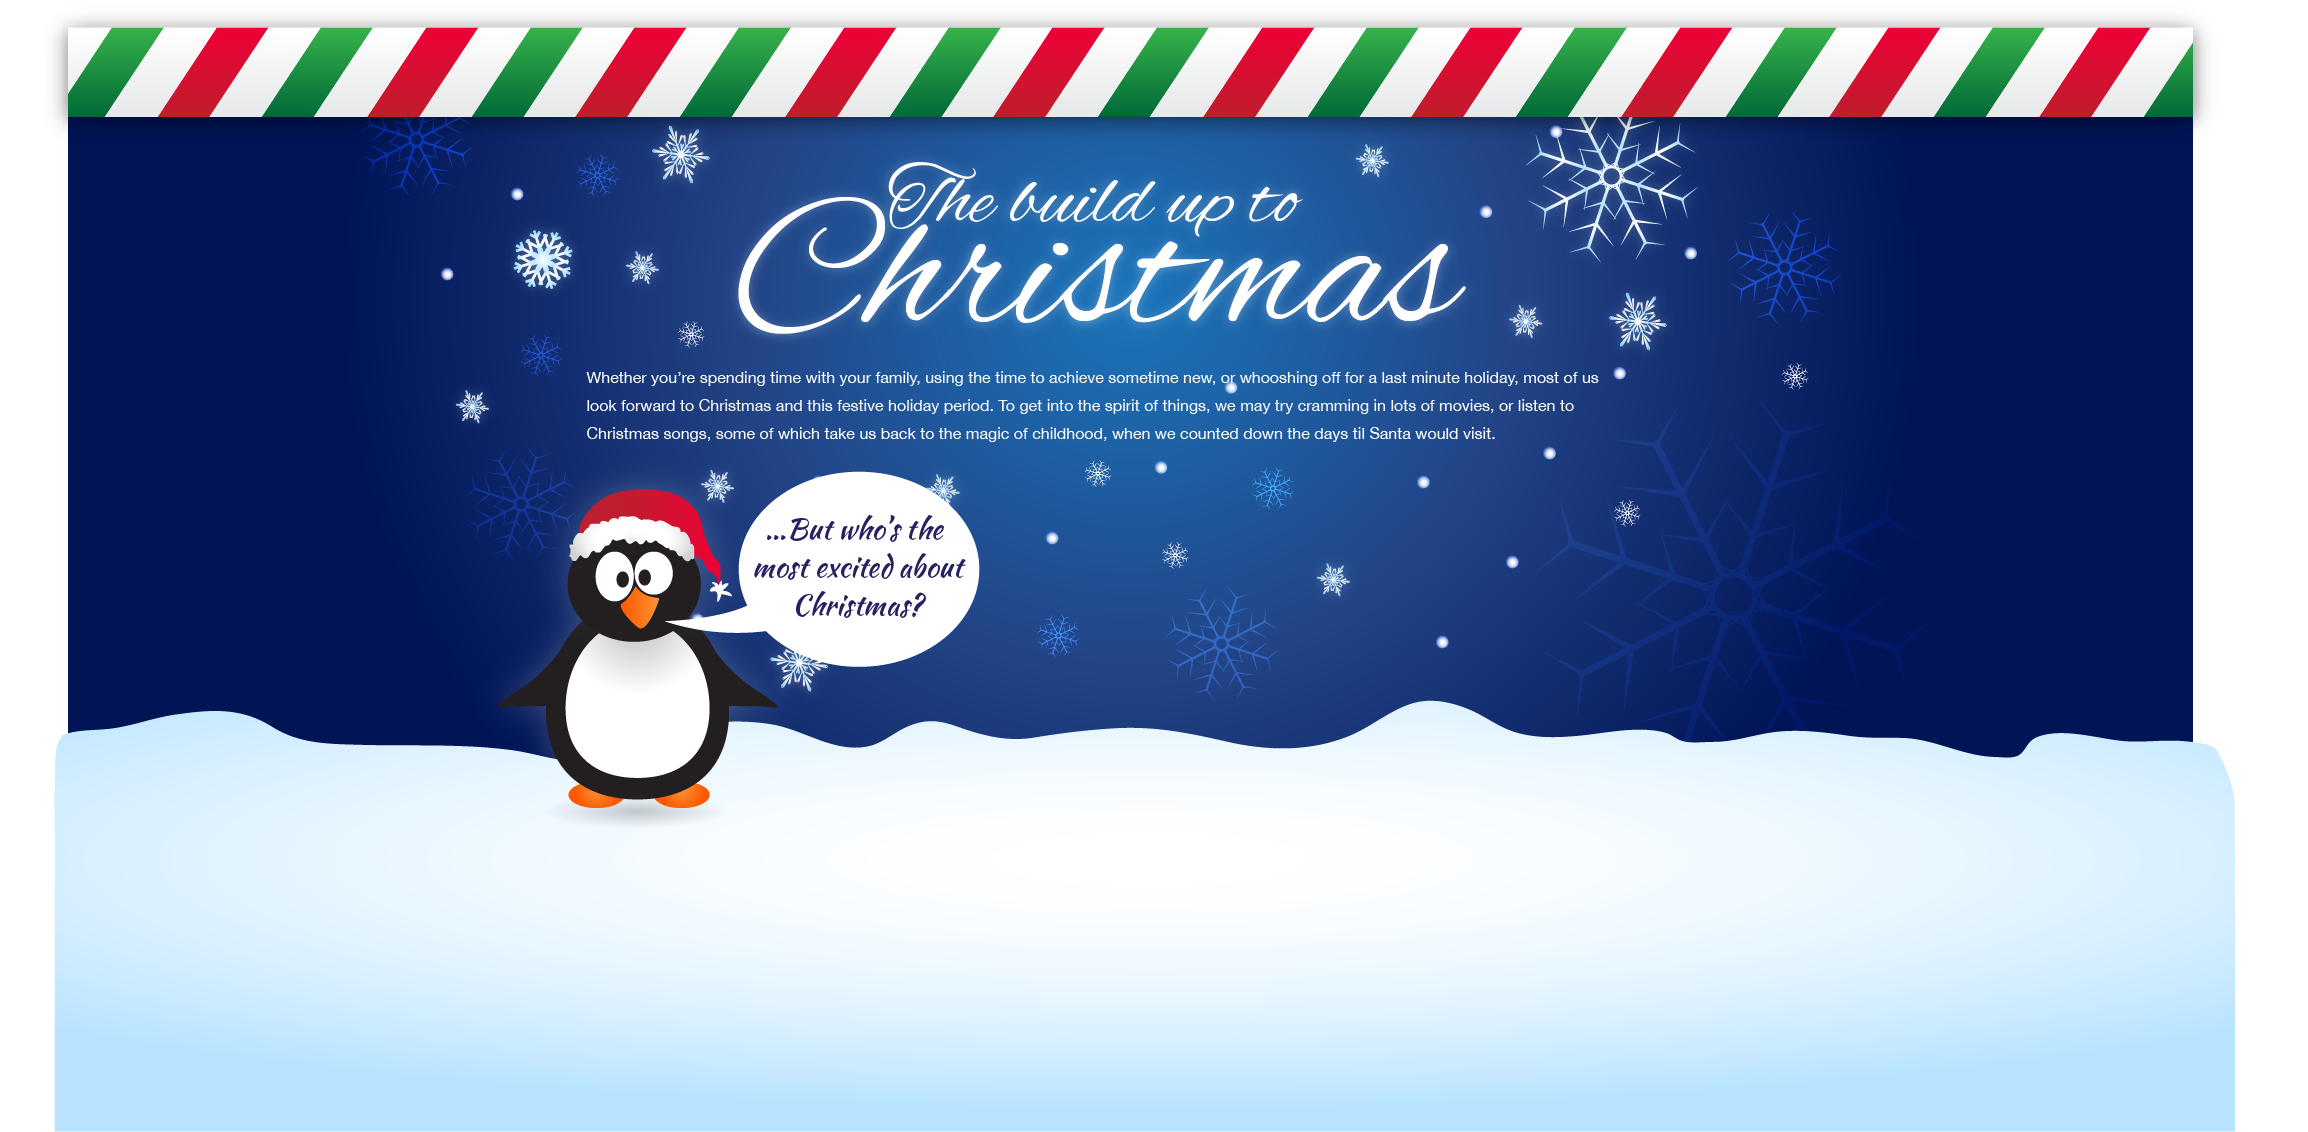 The build up to
Christmas
Whether you’re spending time with your family, using the time to achieve sometime new, or whooshing off for a last minute holiday, most of us
look forward to Christmas and this festive holiday period. To get into the spirit of things, we may try cramming in lots of movies, or listen to
Christmas songs, some of which take us back to the magic of childhood, when we counted down the days til Santa would visit.
...But who's the
most excited about
Christmas?